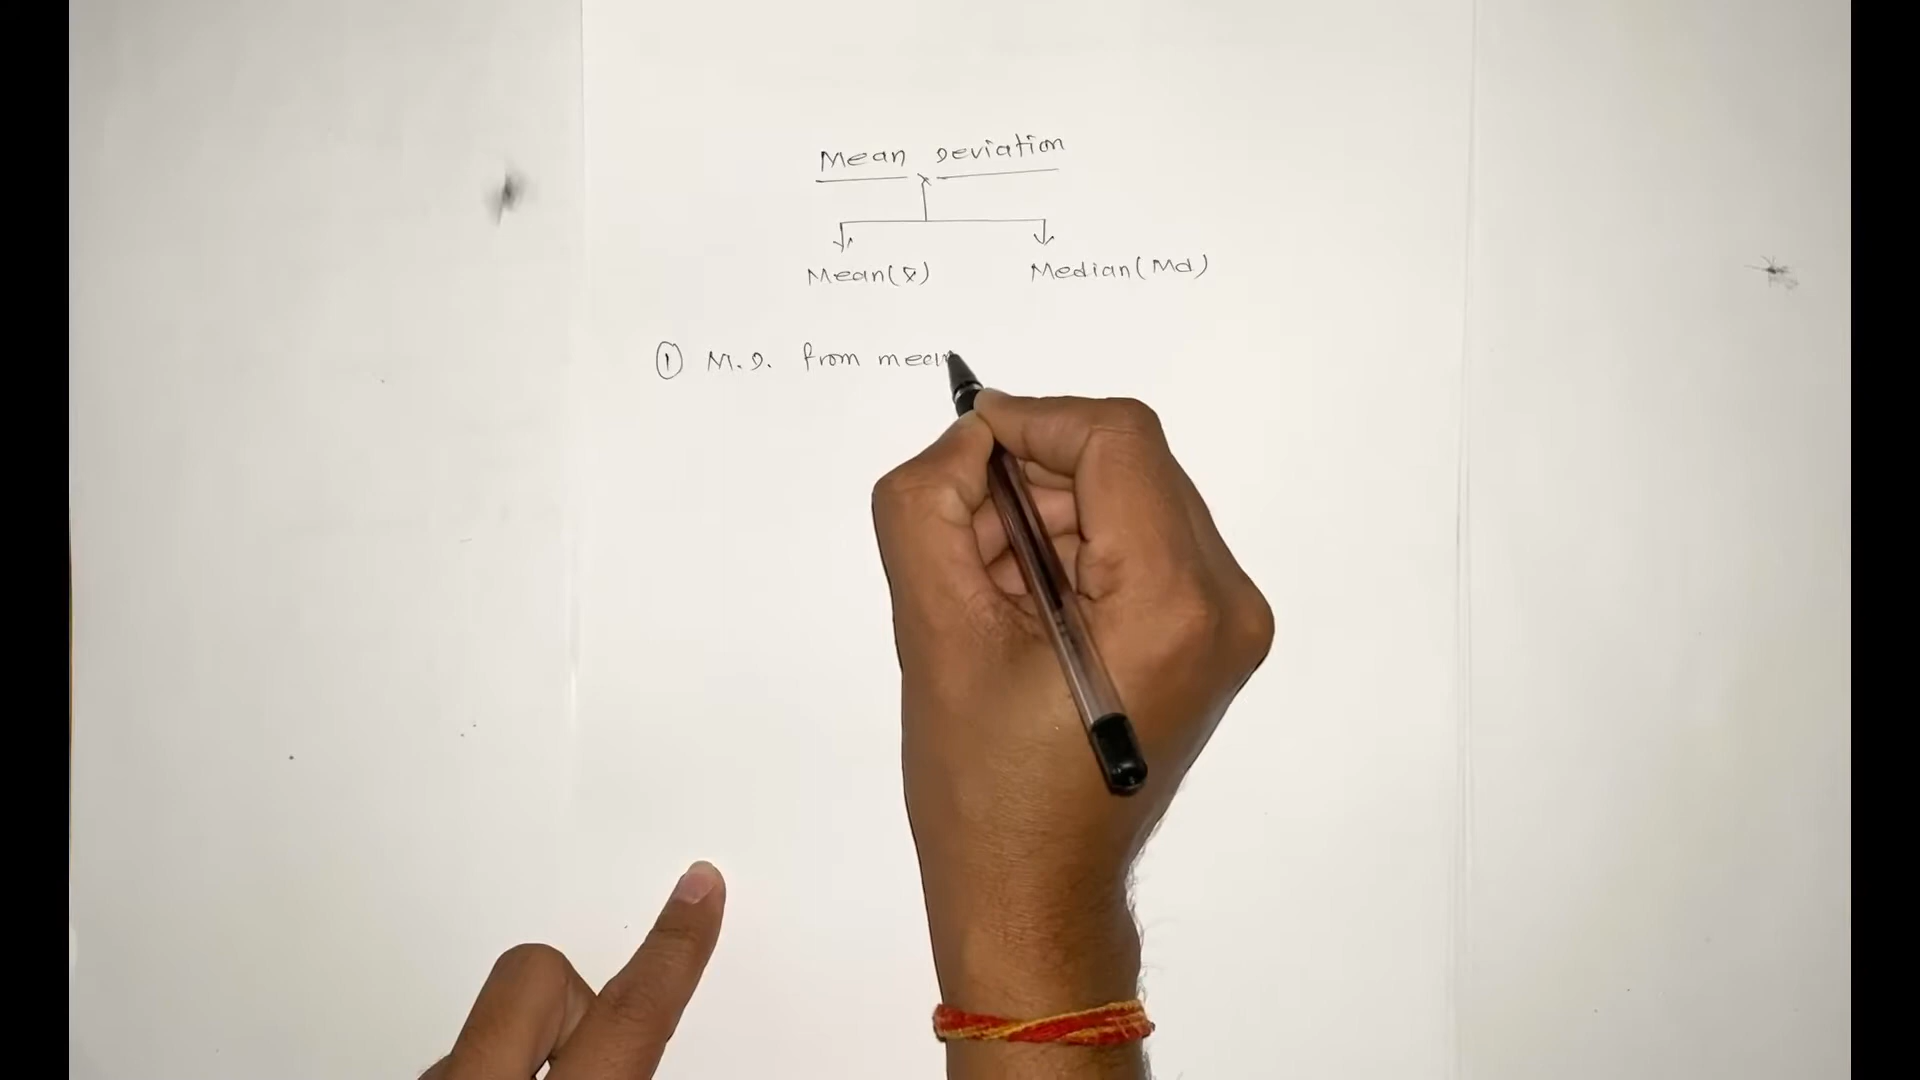 Mean Deviation
Mean(x̄) Median(Md)
① M.D. from mean